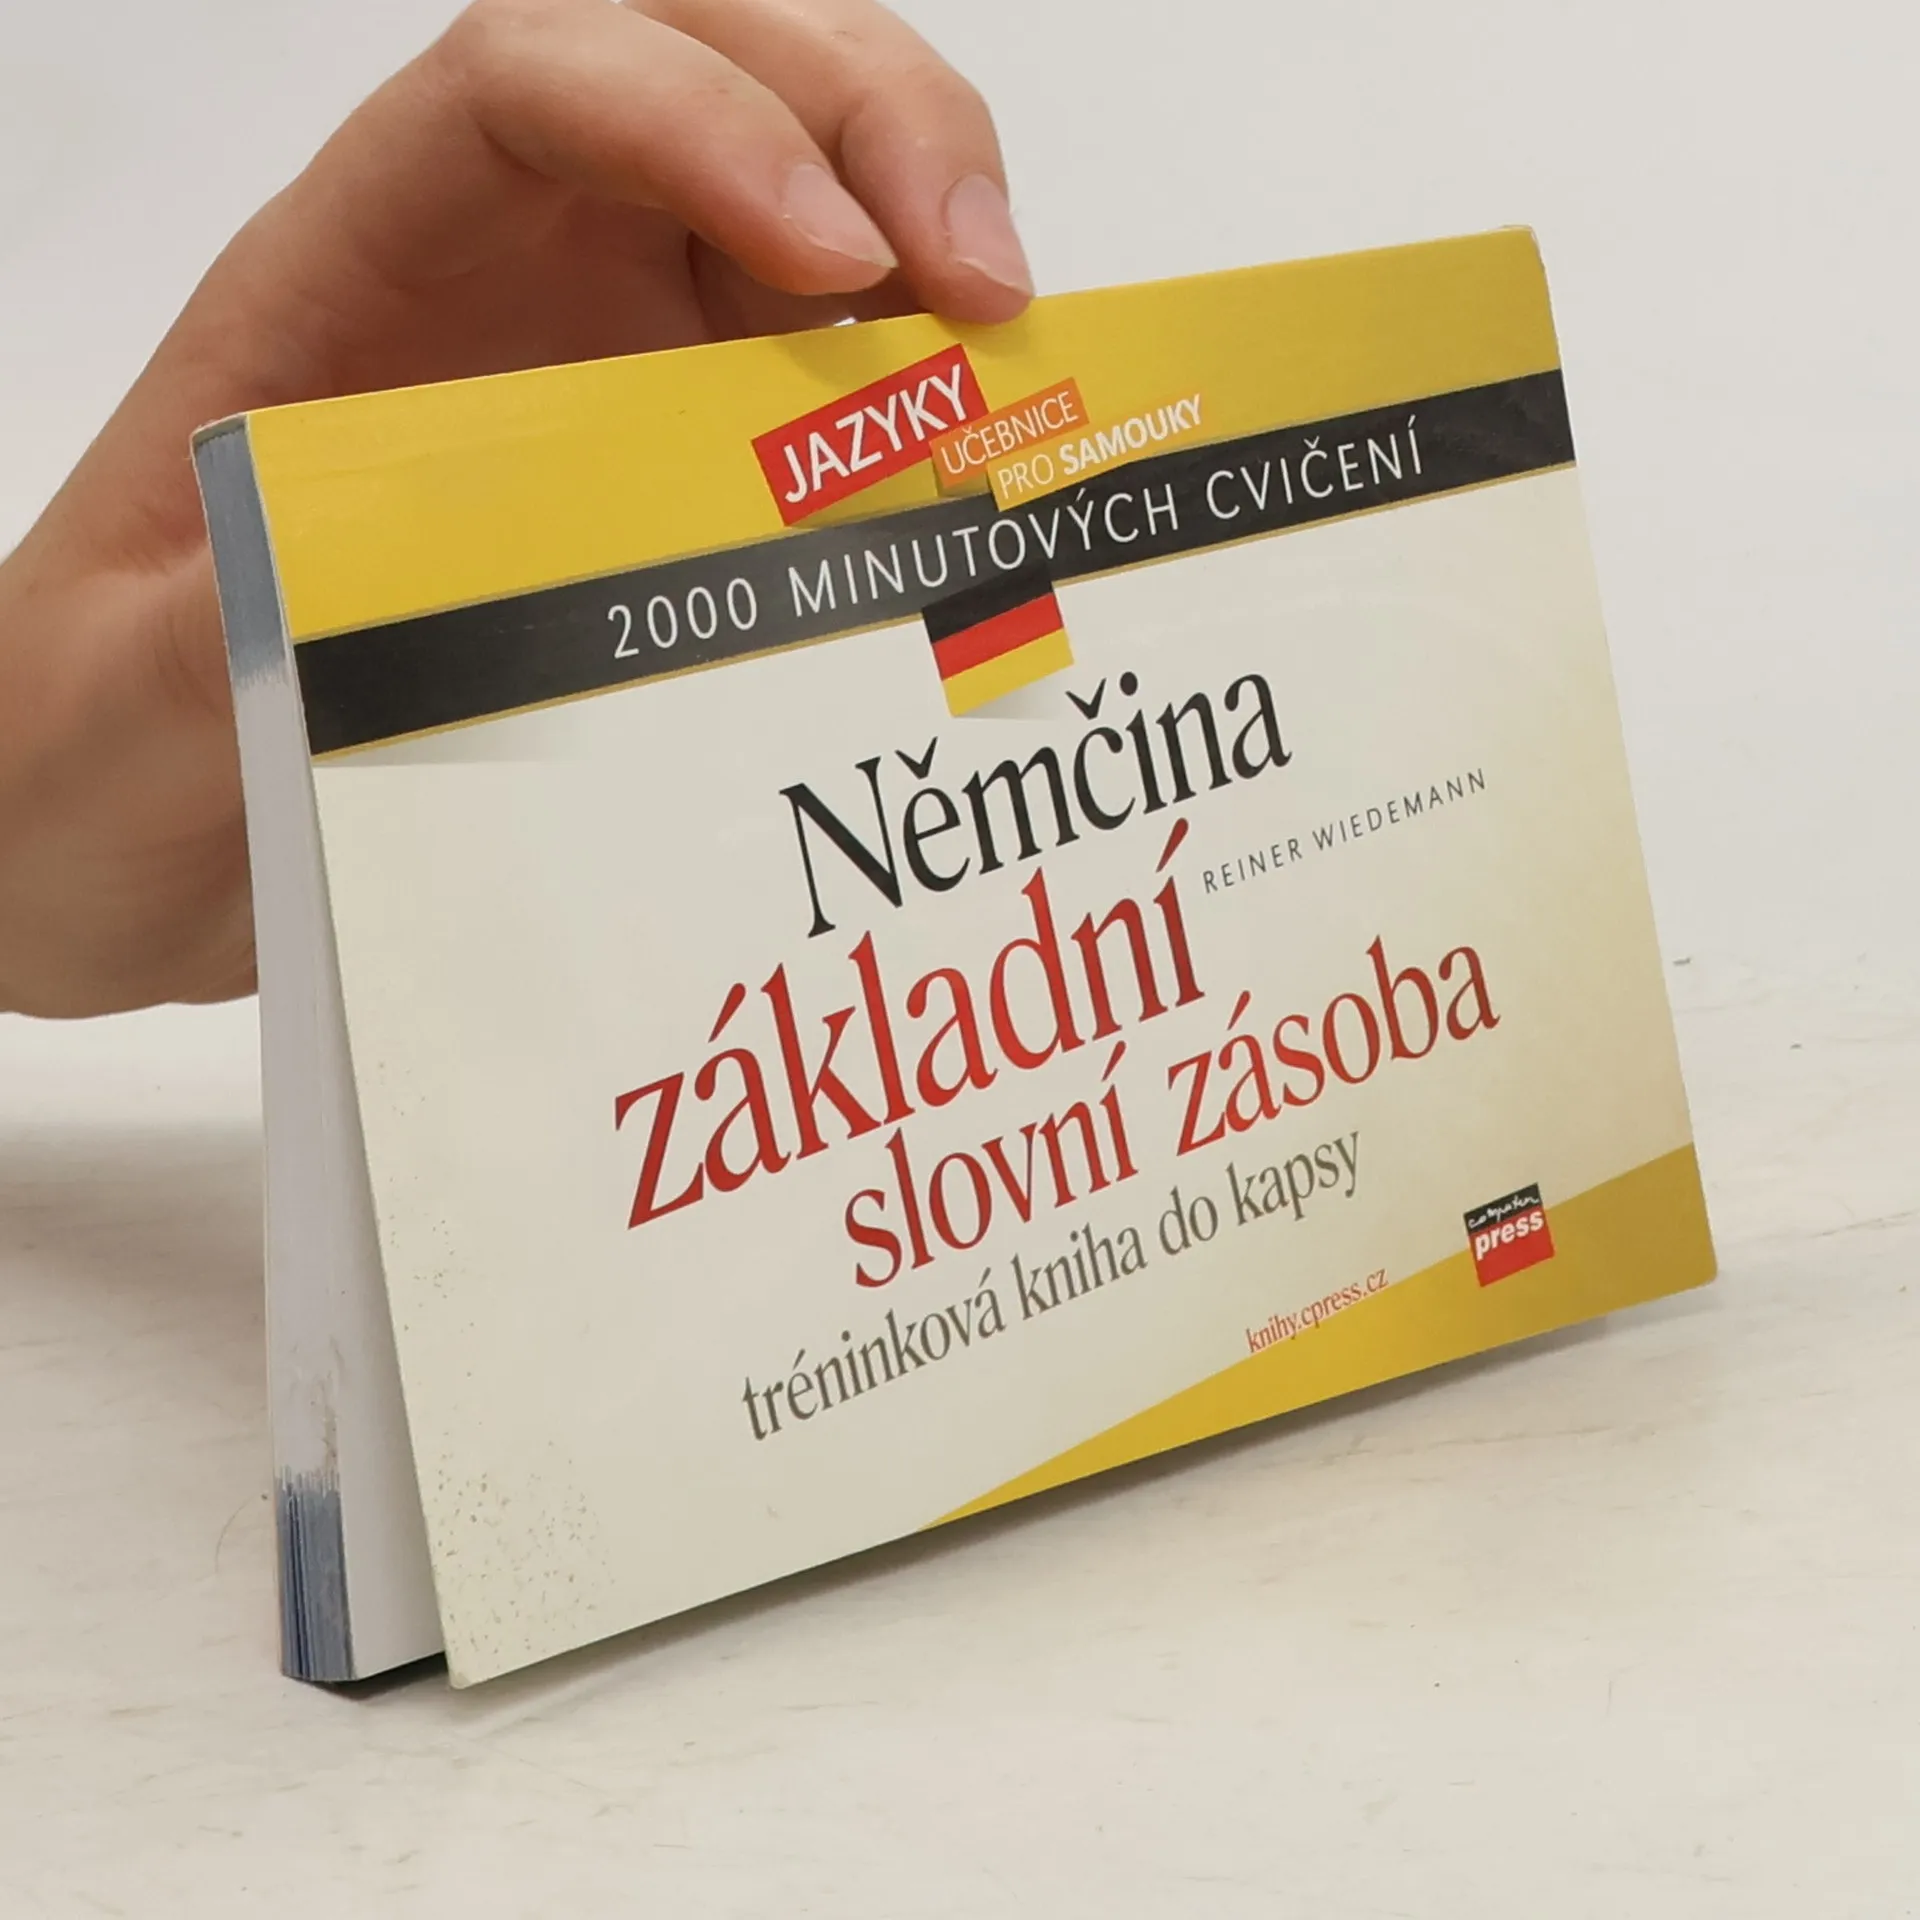 JAZYKY
UČEBNICE
PRO SAMOUKY
2000 MINUTOVÝCH CVIČENÍ
Němčina
REINER WIEDEMANN
základní
slovní zásoba
tréninková kniha do kapsy
knihy.cpress.cz
computer
press